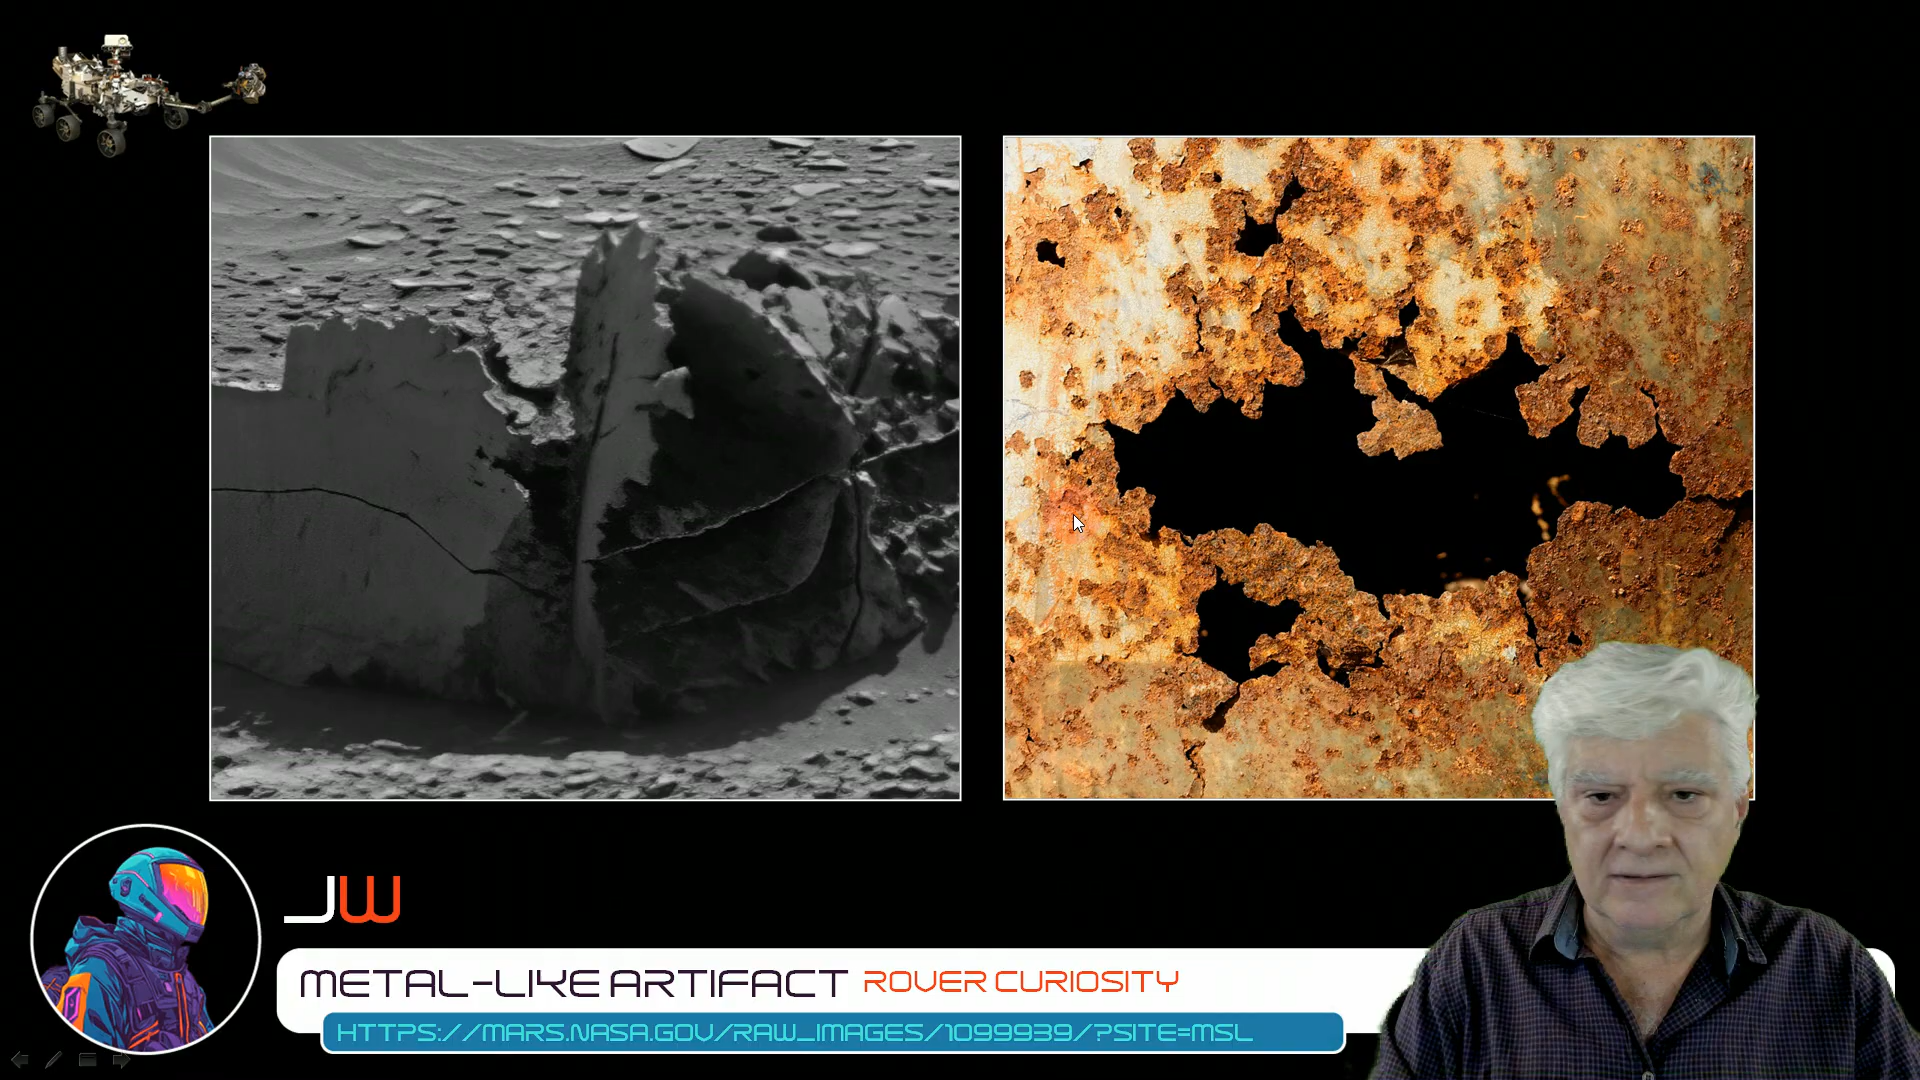 JW
METAL-LIKE ARTIFACT ROVER CURIOSITY
HTTPS://MARS.NASA.GOV/RAW_IMAGES/1099939/?SITE=MSL